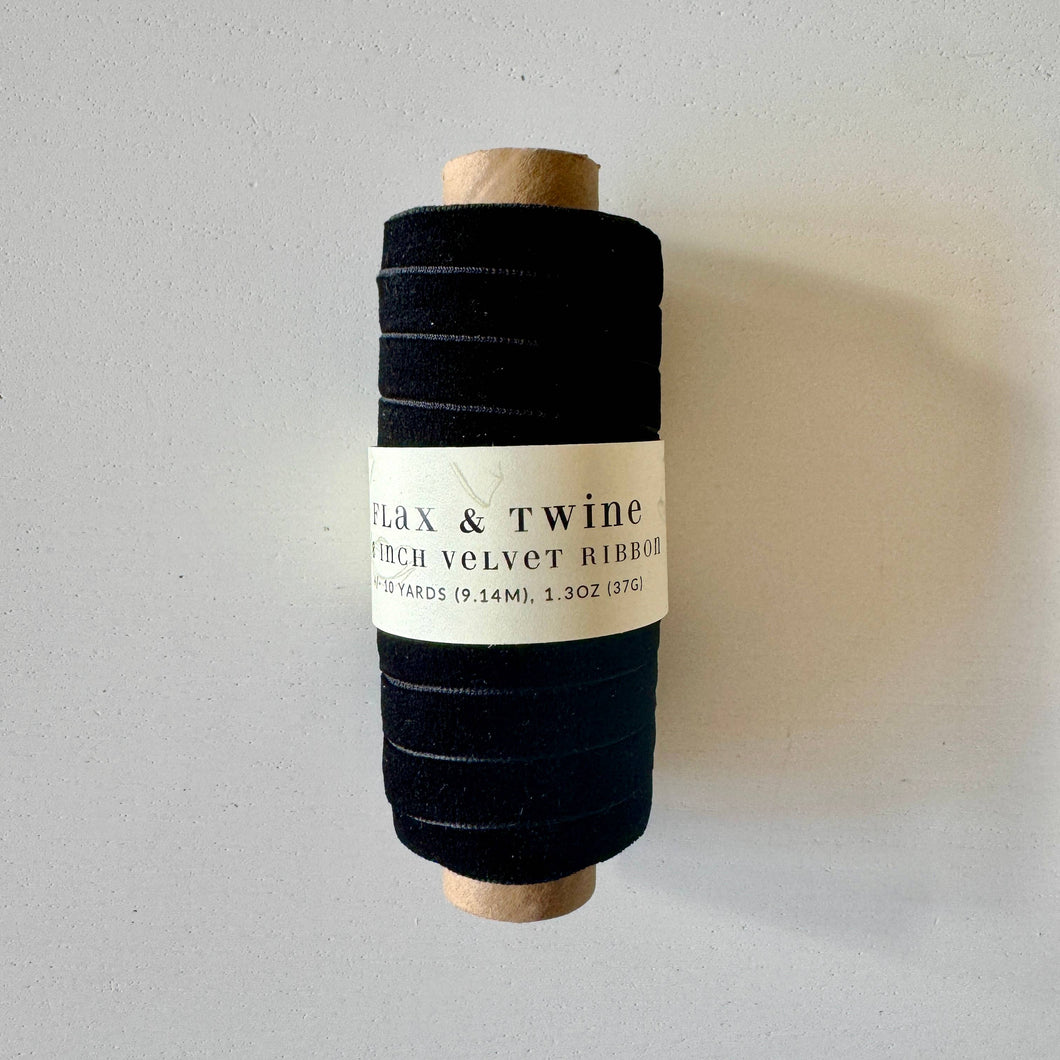 Flax & Twine
INCH VELVET RIBBON
+/- 10 YARDS (9.14M), 1.3OZ (37G)